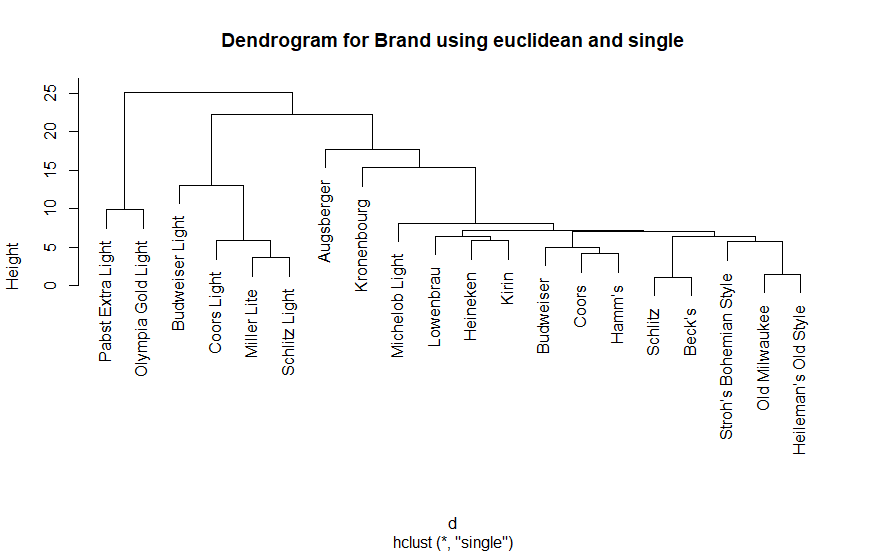 Dendrogram for Brand using euclidean and single
Height
25
20
15
10
5
0
Pabst Extra Light
Olympia Gold Light
Budweiser Light
Coors Light
Miller Lite
Schlitz Light
Augsberger
Kronenbourg
Michelob Light
Lowenbrau
Heineken
Kirin
Budweiser
Coors
Hamm's
Schlitz
Beck's
Stroh's Bohemian Style
Old Milwaukee
Heileman's Old Style
d
hclust (*, "single")